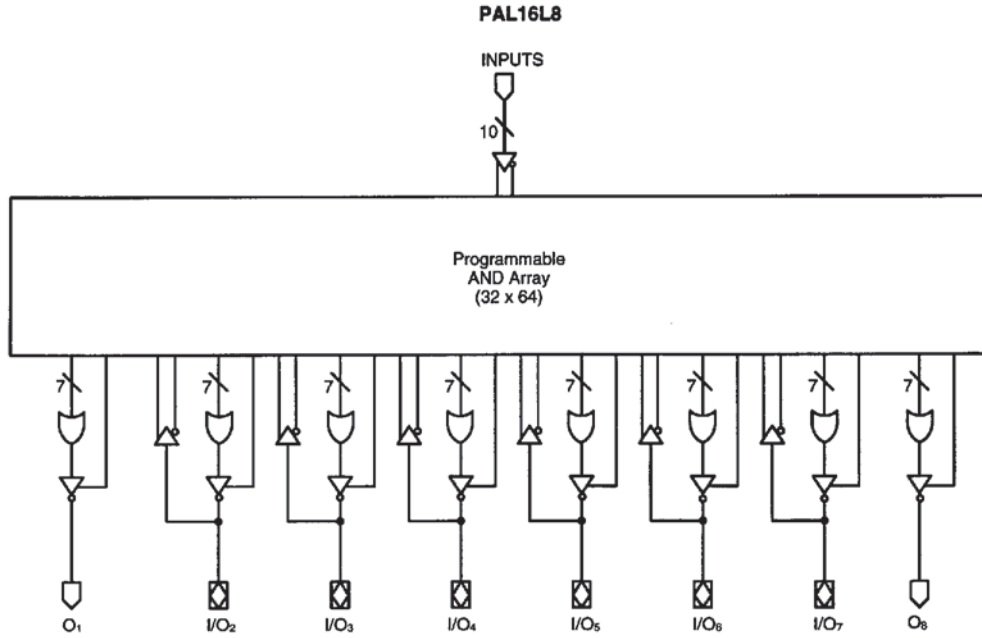 PAL16L8
INPUTS
10
Programmable
AND Array
(32 x 64)
7 7 7 7 7 7 7 7
O₁ I/O₂ I/O₃ I/O₄ I/O₅ I/O₆ I/O₇ O₈